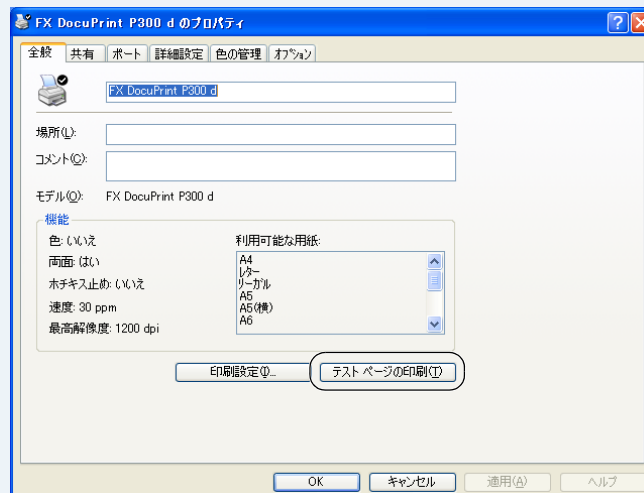 FX DocuPrint P300 d のプロパティ
全般 共有 ポート 詳細設定 色の管理 オプション
FX DocuPrint P300 d
場所(L):
コメント(C):
モデル(O): FX DocuPrint P300 d
機能
色: いいえ
両面: はい
ホチキス止め: いいえ
速度: 30 ppm
最高解像度: 1200 dpi
利用可能な用紙:
A4
レター
リーガル
A5
A5(横)
A6
印刷設定(I)... テスト ページの印刷(T)
OK キャンセル 適用(A) ヘルプ